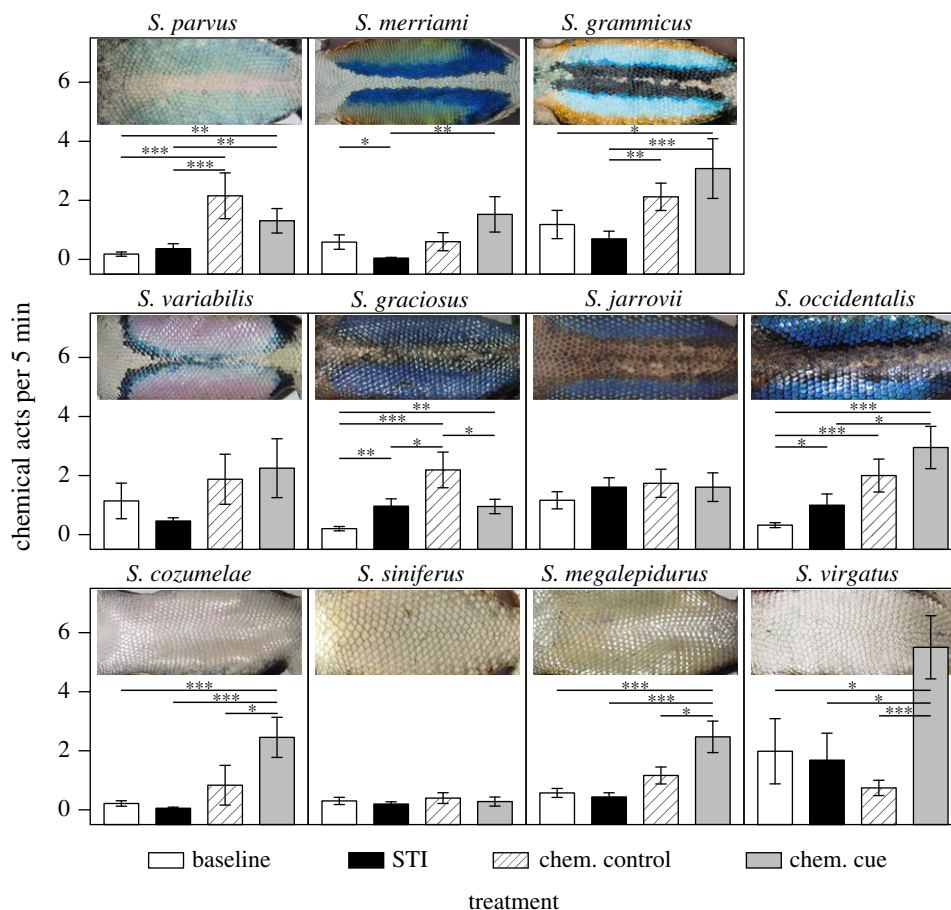 S. parvus S. merriami S. grammicus
6
4
2
0
** ** *** ***
* **
* *** **
S. variabilis S. graciosus S. jarrovii S. occidentalis
6
4
2
0
** *** * * **
*** * *** *
S. cozumelae S. siniferus S. megalepidurus S. virgatus
6
4
2
0
*** *** *
*** *** *
* * ***
chemical acts per 5 min
baseline STI chem. control chem. cue
treatment